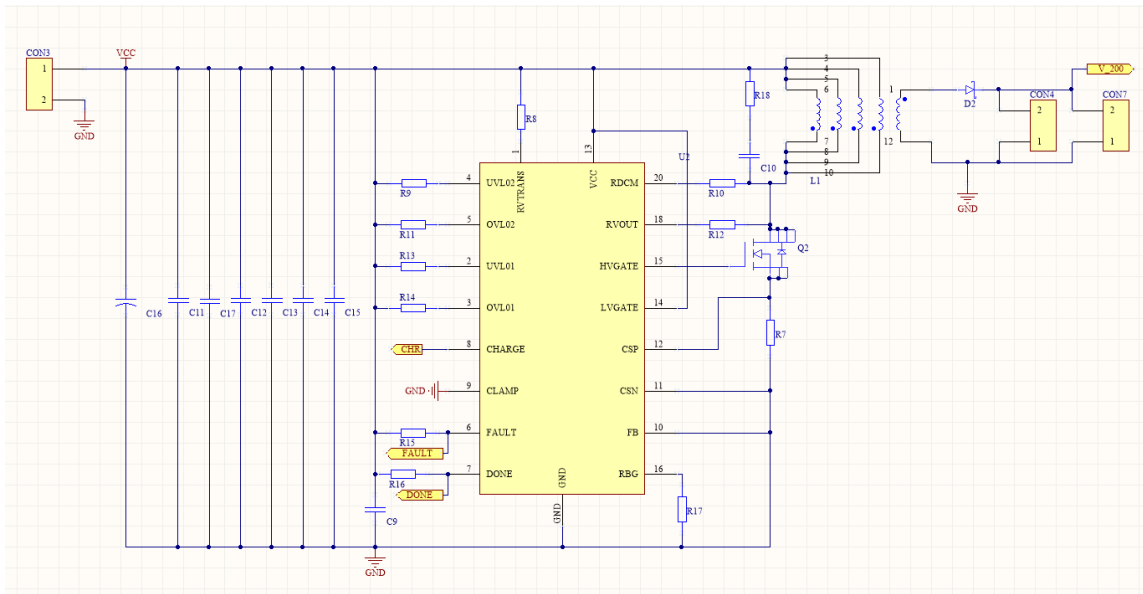 CON3
1
2
GND
VCC
C16
C11
C17
C12
C13
C14
C15
R8
1
RVTRANS
13
VCC
U2
R9
4
UVL02
R11
5
OVL02
R13
2
UVL01
R14
3
OVL01
CHR
8
CHARGE
GND
9
CLAMP
R15
6
FAULT
FAULT
R16
7
DONE
DONE
C9
GND
GND
GND
RDCM
20
R10
RVOUT
18
R12
HVGATE
15
LVGATE
14
CSP
12
CSN
11
FB
10
RBG
16
R17
R18
C10
Q2
R7
3
4
5
6
7
8
9
10
L1
1
12
D2
GND
V_200
CON4
2
1
CON7
2
1